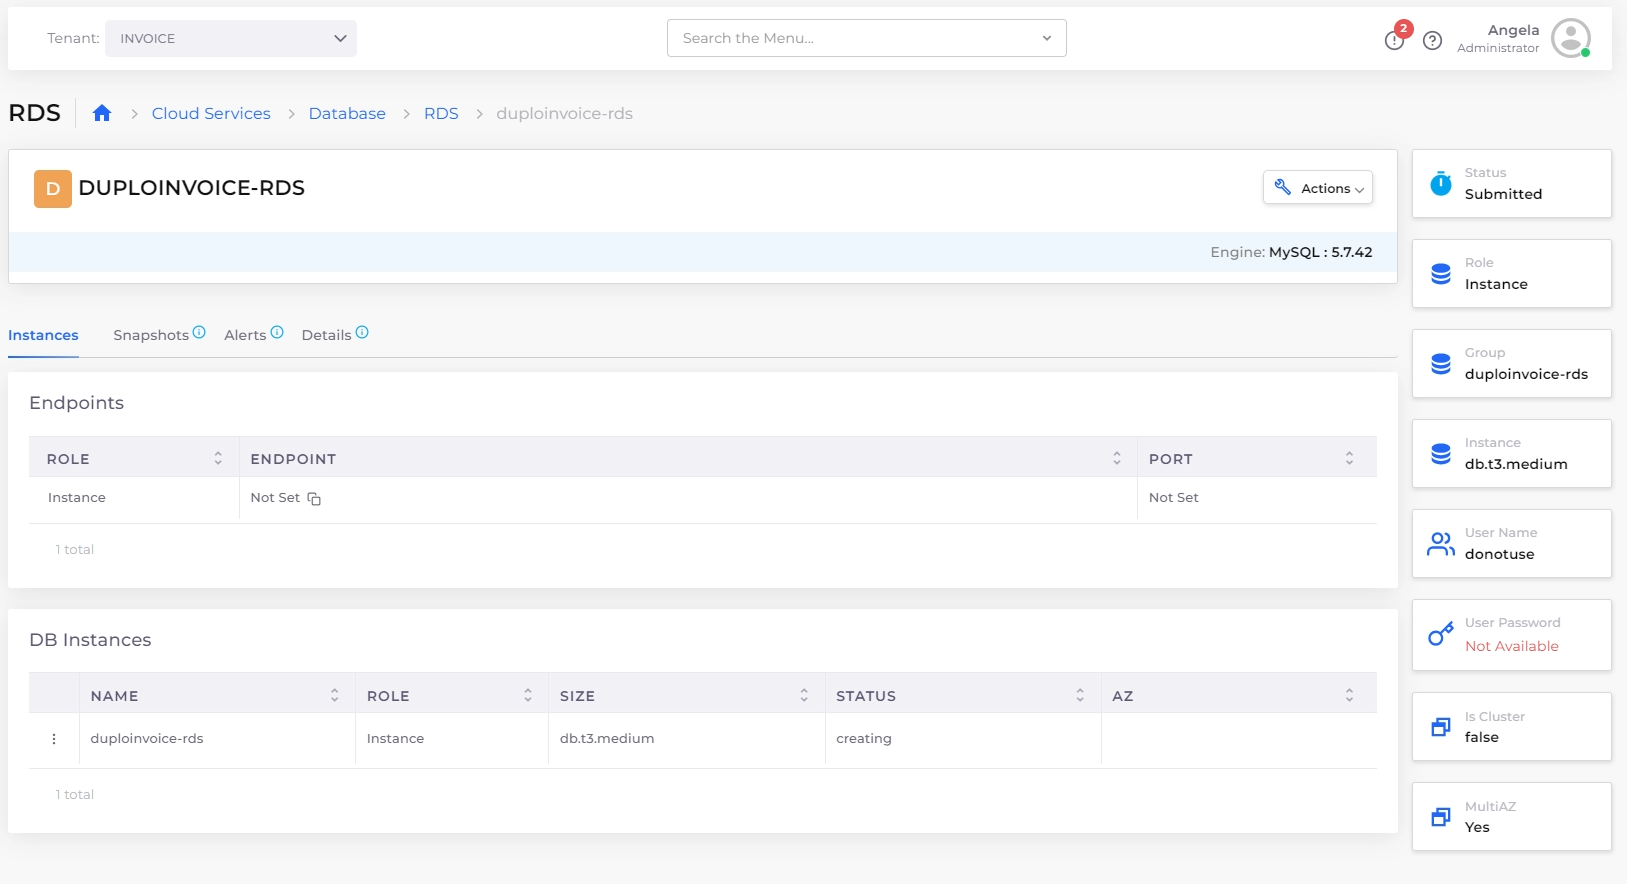 Tenant: INVOICE
Search the Menu...
2
Angela
Administrator
RDS Cloud Services Database RDS duploinvoice-rds
D DUPLOINVOICE-RDS
Actions
Engine: MySQL : 5.7.42
Instances Snapshots Alerts Details
Endpoints
ROLE ENDPOINT PORT
Instance Not Set Not Set
1 total
DB Instances
NAME ROLE SIZE STATUS AZ
duploinvoice-rds Instance db.t3.medium creating
1 total
Status
Submitted
Role
Instance
Group
duploinvoice-rds
Instance
db.t3.medium
User Name
donotuse
User Password
Not Available
Is Cluster
false
MultiAZ
Yes